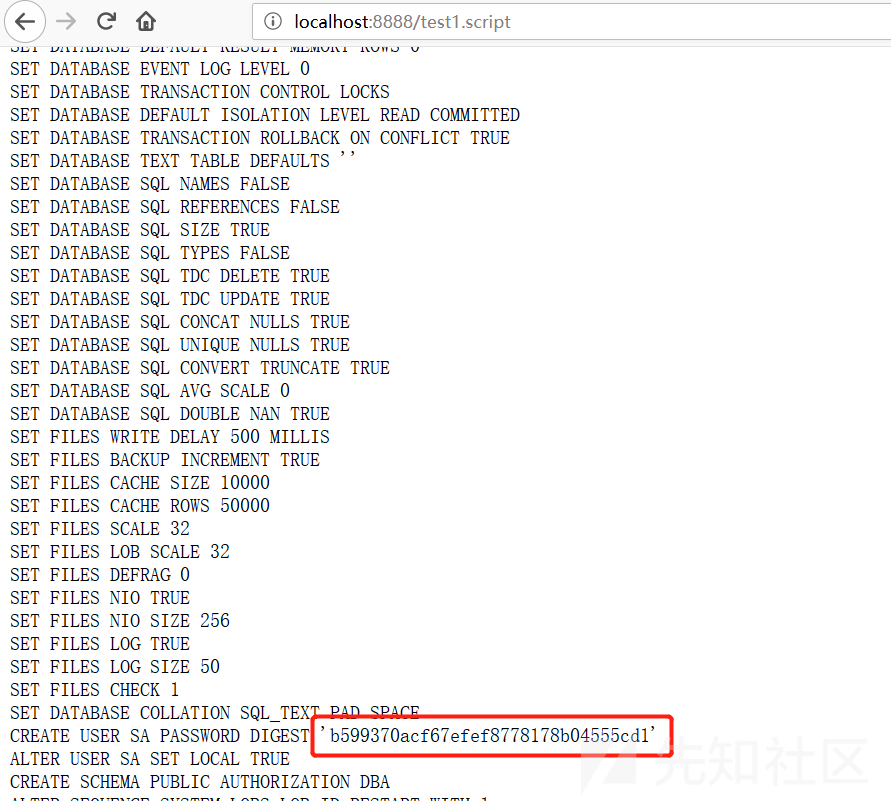 localhost:8888/test1.script
SET DATABASE DEFAULT RESULT MEMORY ROWS 0
SET DATABASE EVENT LOG LEVEL 0
SET DATABASE TRANSACTION CONTROL LOCKS
SET DATABASE DEFAULT ISOLATION LEVEL READ COMMITTED
SET DATABASE TRANSACTION ROLLBACK ON CONFLICT TRUE
SET DATABASE TEXT TABLE DEFAULTS ''
SET DATABASE SQL NAMES FALSE
SET DATABASE SQL REFERENCES FALSE
SET DATABASE SQL SIZE TRUE
SET DATABASE SQL TYPES FALSE
SET DATABASE SQL TDC DELETE TRUE
SET DATABASE SQL TDC UPDATE TRUE
SET DATABASE SQL CONCAT NULLS TRUE
SET DATABASE SQL UNIQUE NULLS TRUE
SET DATABASE SQL CONVERT TRUNCATE TRUE
SET DATABASE SQL AVG SCALE 0
SET DATABASE SQL DOUBLE NAN TRUE
SET FILES WRITE DELAY 500 MILLIS
SET FILES BACKUP INCREMENT TRUE
SET FILES CACHE SIZE 10000
SET FILES CACHE ROWS 50000
SET FILES SCALE 32
SET FILES LOB SCALE 32
SET FILES DEFRAG 0
SET FILES NIO TRUE
SET FILES NIO SIZE 256
SET FILES LOG TRUE
SET FILES LOG SIZE 50
SET FILES CHECK 1
SET DATABASE COLLATION SQL_TEXT PAD SPACE
CREATE USER SA PASSWORD DIGEST 'b599370acf67efef8778178b04555cd1'
ALTER USER SA SET LOCAL TRUE
CREATE SCHEMA PUBLIC AUTHORIZATION DBA
ALTER SEQUENCE SYSTEM_LOBS.LOB_ID RESTART WITH 1
先知社区